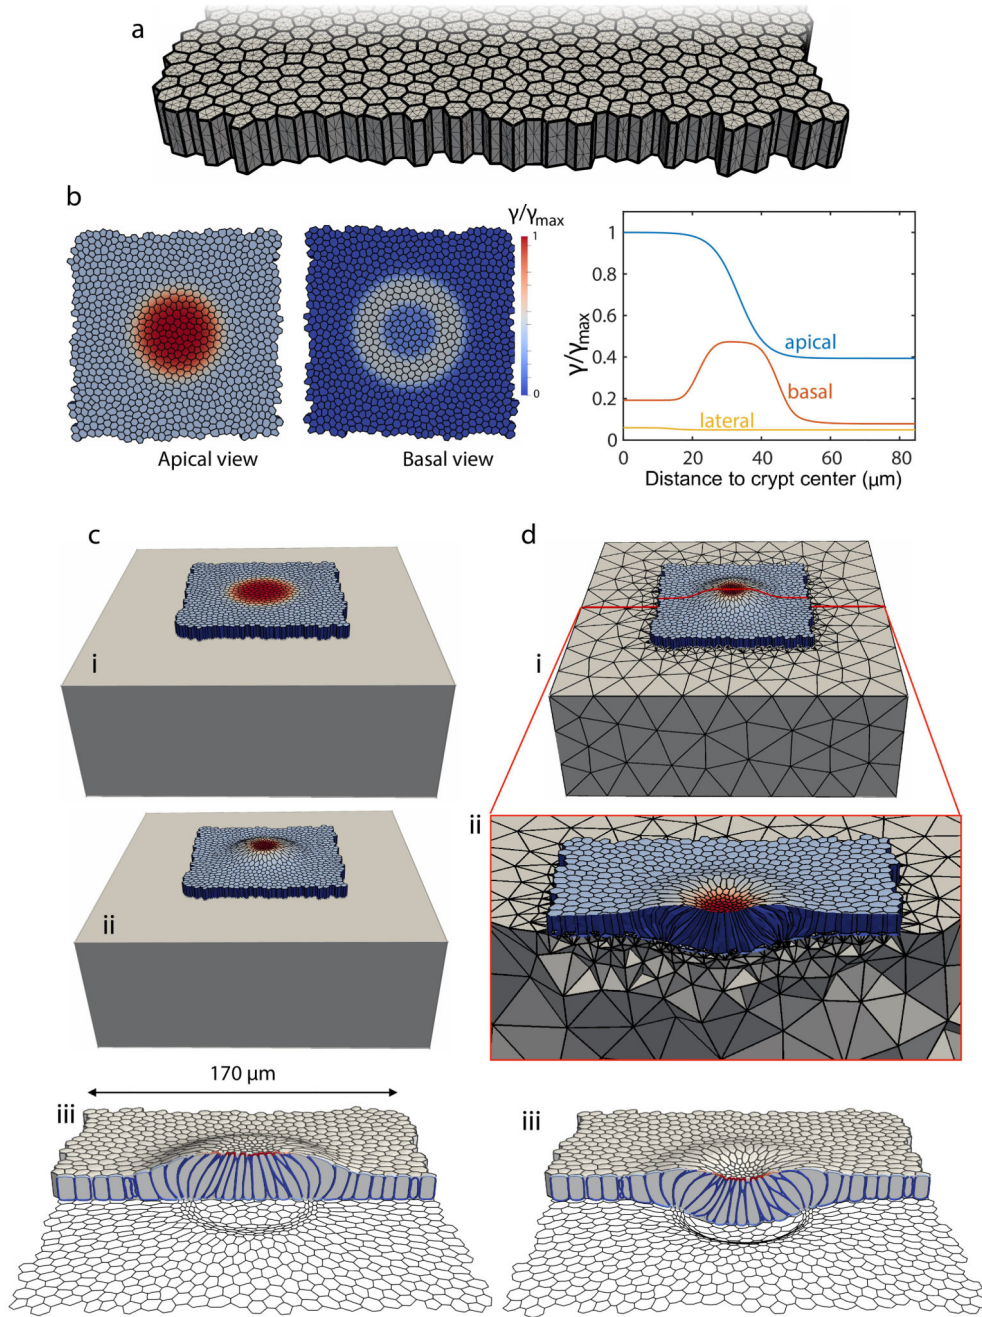 a
b
γ/γmax
1
0
Apical view
Basal view
γ/γmax
1
0.8
0.6
0.4
0.2
0
apical
basal
lateral
0 20 40 60 80
Distance to crypt center (μm)
c
i
ii
170 μm
iii
d
i
ii
iii